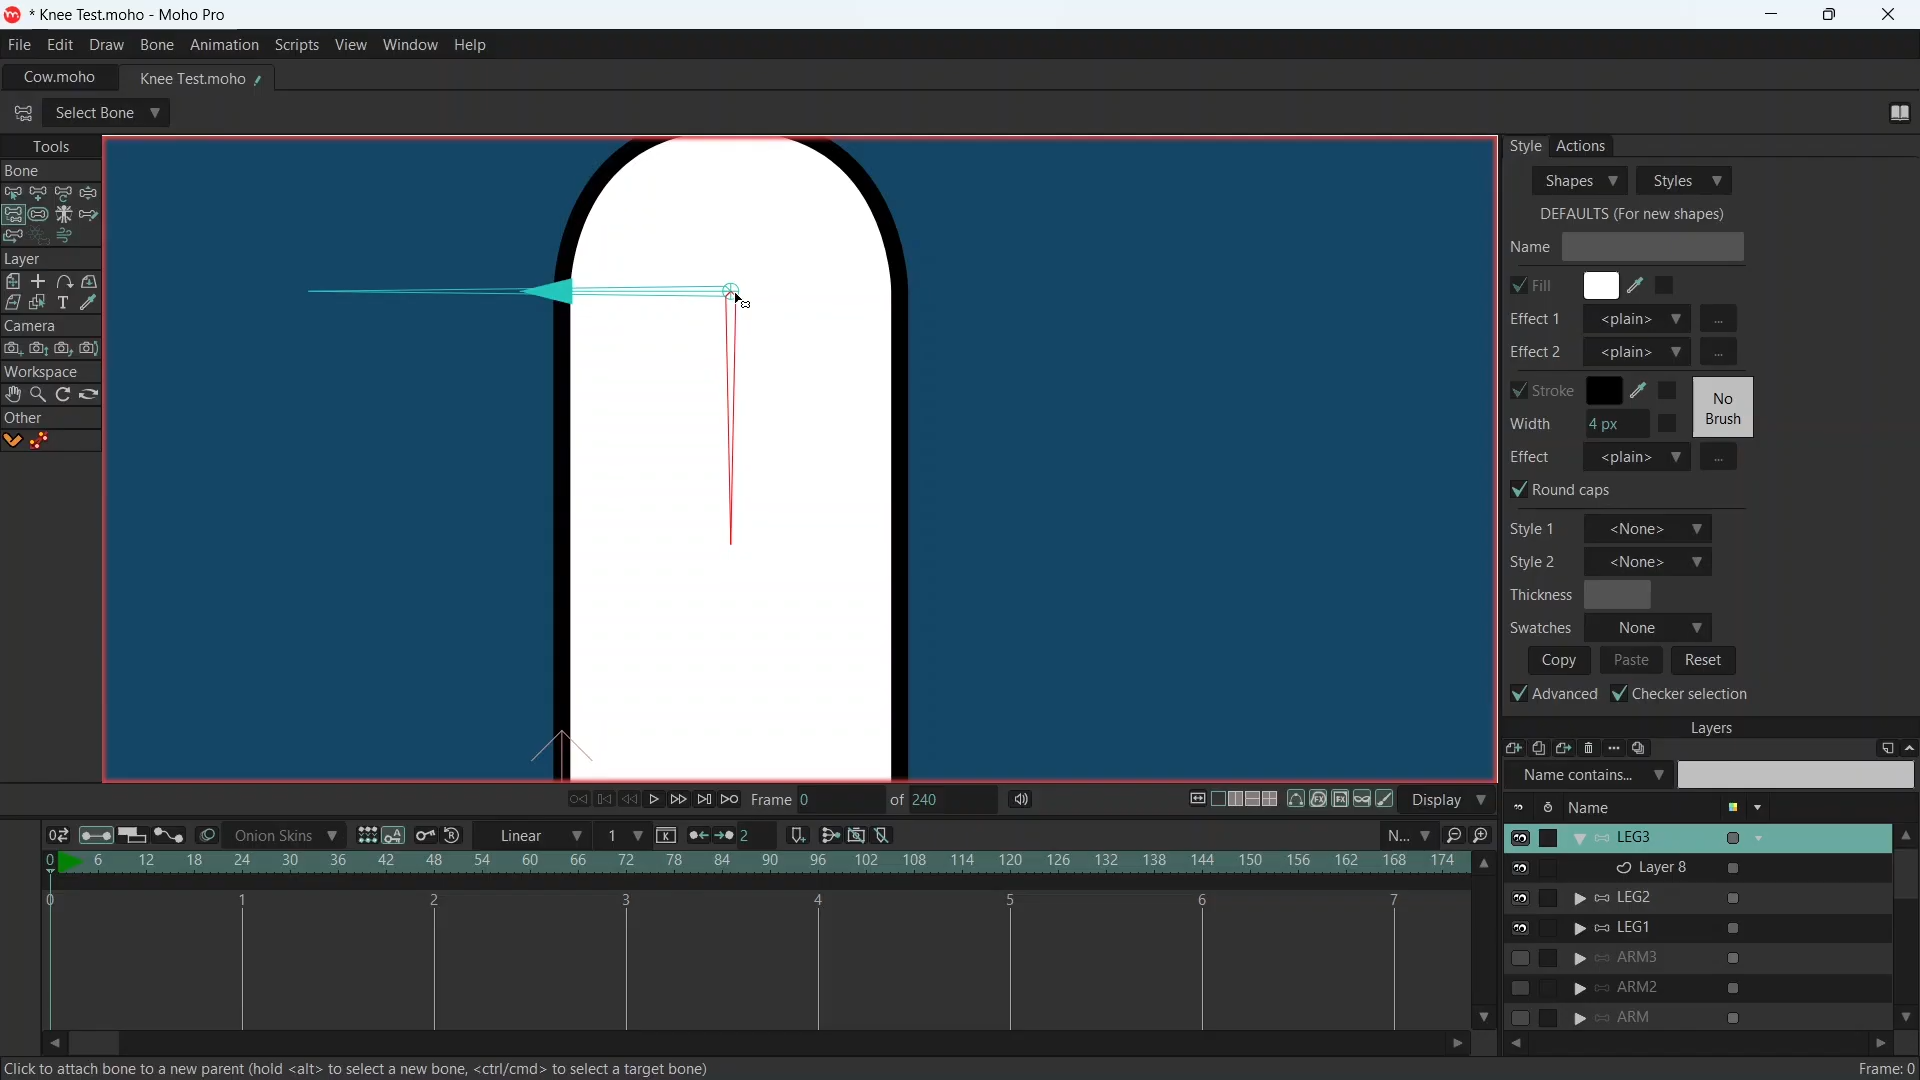 * Knee Test.moho - Moho Pro
File Edit Draw Bone Animation Scripts View Window Help
Cow.moho Knee Test.moho
Select Bone
Tools
Bone
Layer
Camera
Workspace
Other
Style Actions
Shapes Styles
DEFAULTS (For new shapes)
Name
Fill
Effect 1 <plain> ...
Effect 2 <plain> ...
Stroke
No Brush
Width 4 px
Effect <plain> ...
Round caps
Style 1 <None>
Style 2 <None>
Thickness
Swatches None
Copy Paste Reset
Advanced Checker selection
Layers
Name contains...
Name
LEG3
Layer 8
LEG2
LEG1
ARM3
ARM2
ARM
Frame 0 of 240
Display
Onion Skins Linear 1 2 N...
0 6 12 18 24 30 36 42 48 54 60 66 72 78 84 90 96 102 108 114 120 126 132 138 144 150 156 162 168 174
0 1 2 3 4 5 6 7
Click to attach bone to a new parent (hold <alt> to select a new bone, <ctrl/cmd> to select a target bone)
Frame: 0